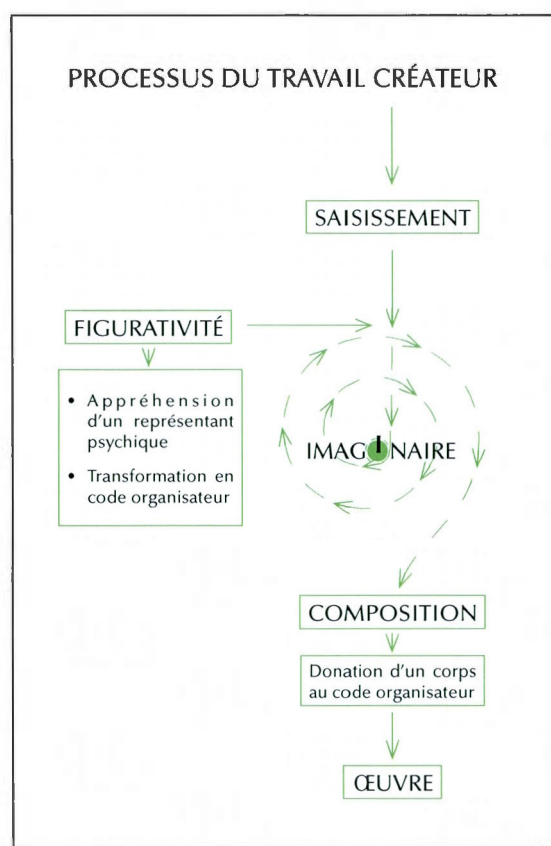 PROCESSUS DU TRAVAIL CRÉATEUR
SAISISSEMENT
FIGURATIVITÉ
• Appréhension
d'un représentant
psychique
• Transformation en
code organisateur
IMAGINAIRE
COMPOSITION
Donation d'un corps
au code organisateur
ŒUVRE